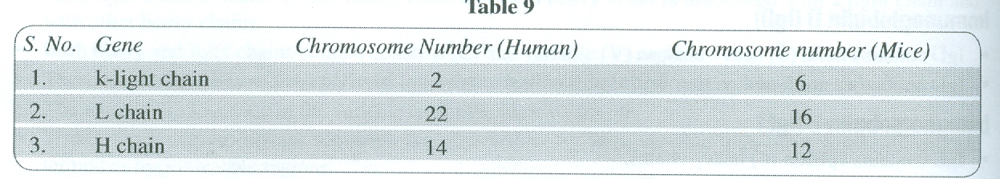 Table 9
S. No. Gene Chromosome Number (Human) Chromosome number (Mice)
1. k-light chain 2 6
2. L chain 22 16
3. H chain 14 12